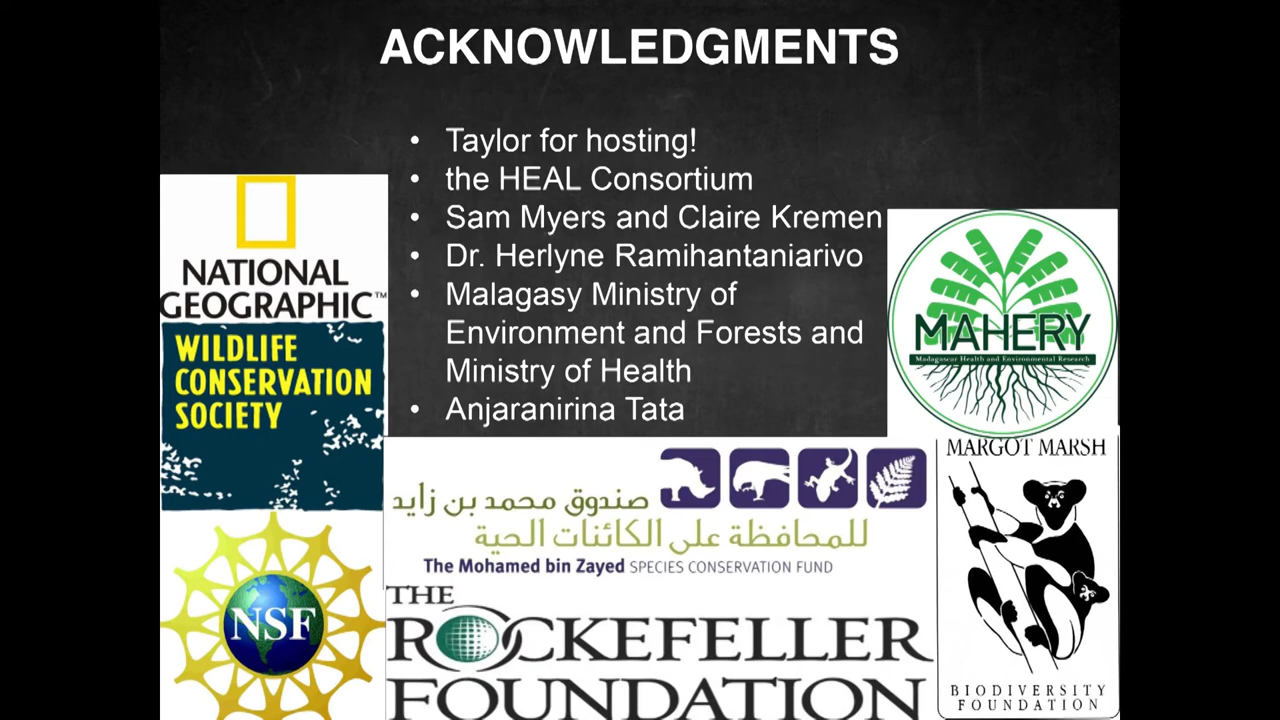 ACKNOWLEDGMENTS
• Taylor for hosting!
• the HEAL Consortium
• Sam Myers and Claire Kremen
• Dr. Herlyne Ramihantaniarivo
• Malagasy Ministry of
Environment and Forests and
Ministry of Health
• Anjaranirina Tata
NATIONAL
GEOGRAPHIC™
WILDLIFE
CONSERVATION
SOCIETY
NSF
صندوق محمد بن زايد
للمحافظة على الكائنات الحية
The Mohamed bin Zayed SPECIES CONSERVATION FUND
THE
ROCKEFELLER
FOUNDATION
MAHERY
Madagascar Health and Environmental Research
MARGOT MARSH
BIODIVERSITY
FOUNDATION